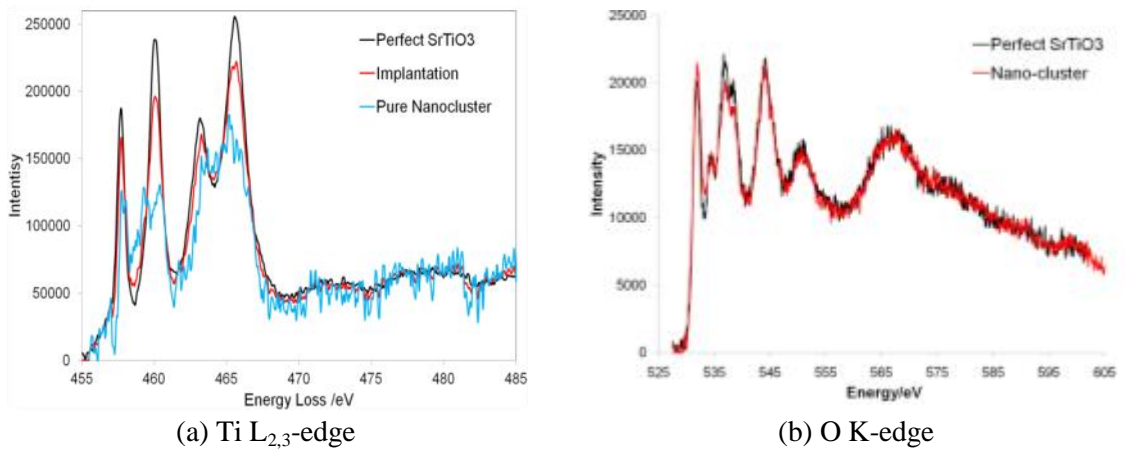 250000
200000
150000
100000
50000
0
Intentisy
455 460 465 470 475 480 485
Energy Loss /eV
Perfect SrTiO3
Implantation
Pure Nanocluster
(a) Ti L2,3-edge
25000
20000
15000
10000
5000
0
Intensity
525 535 545 555 565 575 585 595 605
Energy/eV
Perfect SrTiO3
Nano-cluster
(b) O K-edge